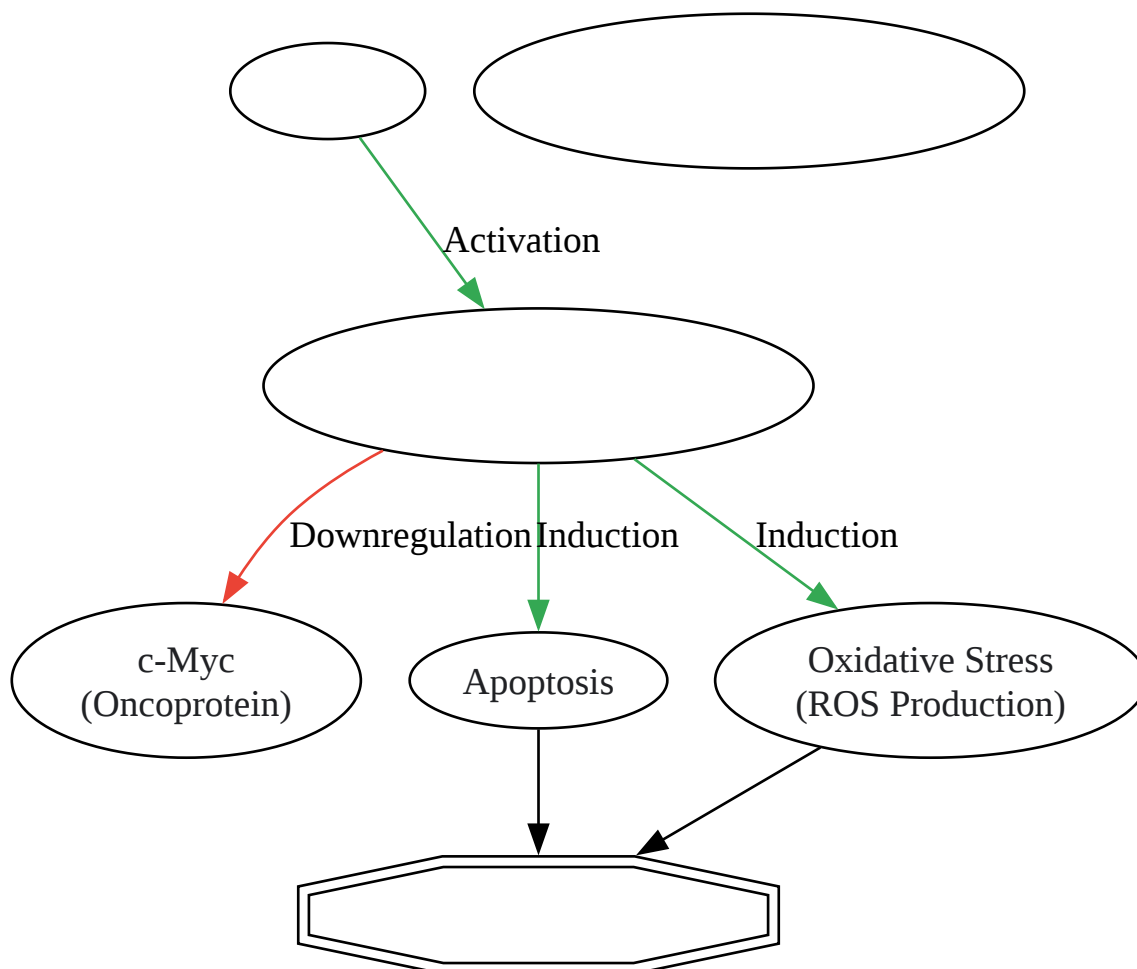 Activation
Downregulation
Induction
Induction
c-Myc
(Oncoprotein)
Apoptosis
Oxidative Stress
(ROS Production)